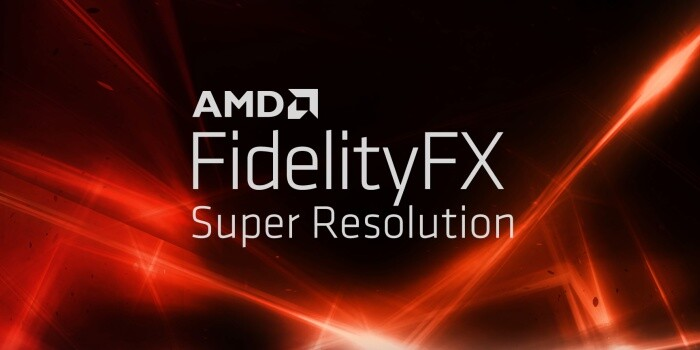 AMD
FidelityFX
Super Resolution